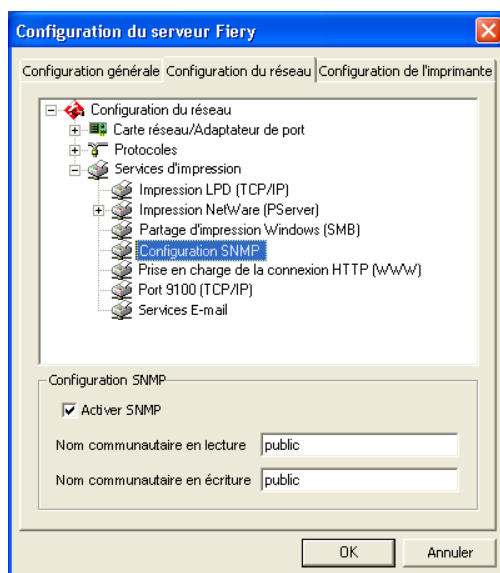 Configuration du serveur Fiery
Configuration générale Configuration du réseau Configuration de l'imprimante
Configuration du réseau
Carte réseau/Adaptateur de port
Protocoles
Services d'impression
Impression LPD (TCP/IP)
Impression NetWare (PServer)
Partage d'impression Windows (SMB)
Configuration SNMP
Prise en charge de la connexion HTTP (WWW)
Port 9100 (TCP/IP)
Services E-mail
Configuration SNMP
Activer SNMP
Nom communautaire en lecture public
Nom communautaire en écriture public
OK Annuler